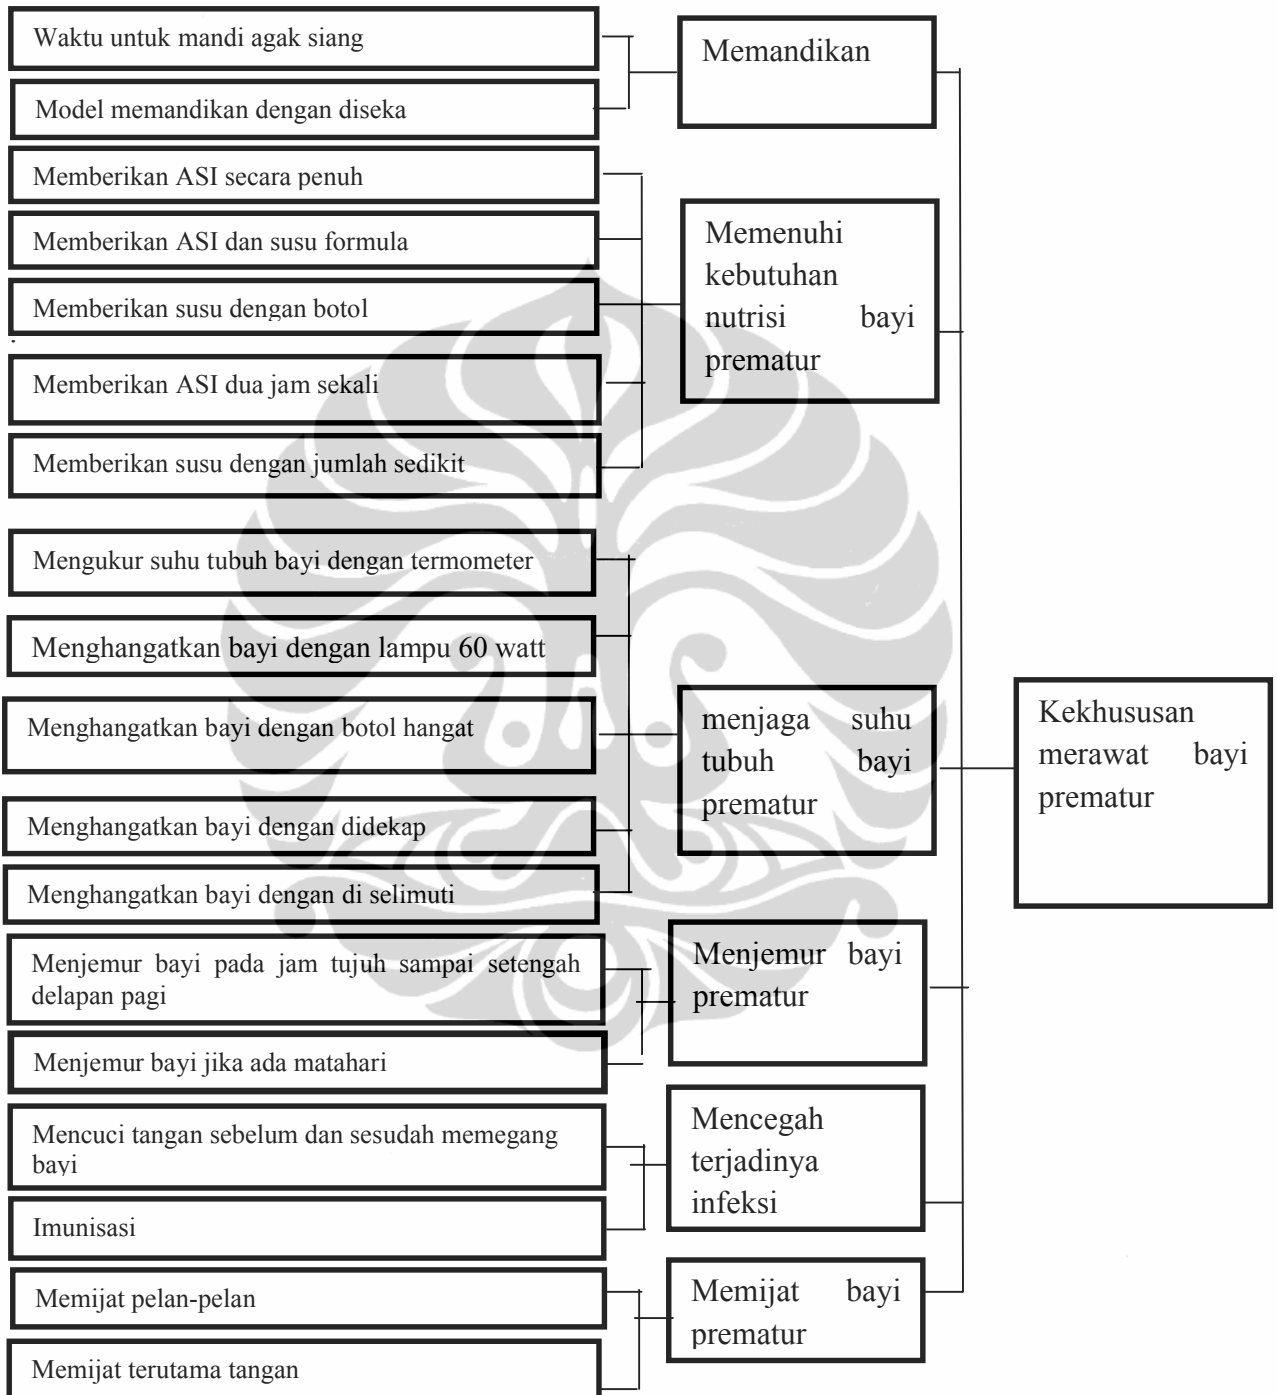 Waktu untuk mandi agak siang
Model memandikan dengan diseka
Memandikan
Memberikan ASI secara penuh
Memberikan ASI dan susu formula
Memberikan susu dengan botol
Memberikan ASI dua jam sekali
Memberikan susu dengan jumlah sedikit
Memenuhi
kebutuhan
nutrisi bayi
prematur
Mengukur suhu tubuh bayi dengan termometer
Menghangatkan bayi dengan lampu 60 watt
Menghangatkan bayi dengan botol hangat
Menghangatkan bayi dengan didekap
Menghangatkan bayi dengan di selimuti
menjaga suhu
tubuh bayi
prematur
Menjemur bayi pada jam tujuh sampai setengah
delapan pagi
Menjemur bayi jika ada matahari
Menjemur bayi
prematur
Mencuci tangan sebelum dan sesudah memegang
bayi
Imunisasi
Mencegah
terjadinya
infeksi
Memijat pelan-pelan
Memijat terutama tangan
Memijat bayi
prematur
Kekhususan
merawat bayi
prematur